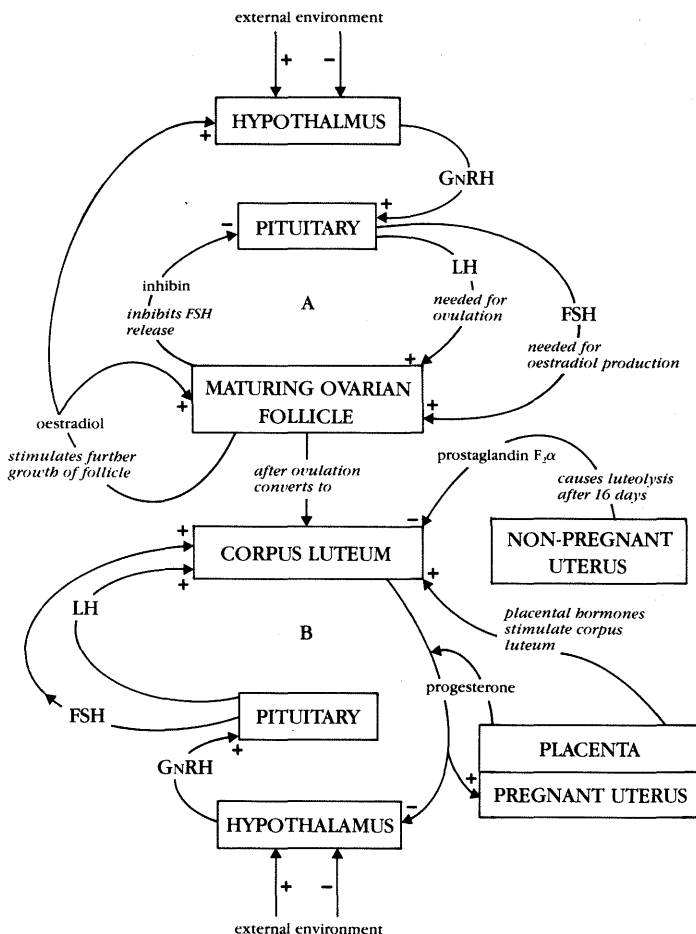 external environment
+ −
HYPOTHALMUS
+
GNRH
+
− PITUITARY
LH
inhibin
needed for
ovulation
inhibits FSH
release
A
FSH
needed for
oestradiol production
+
MATURING OVARIAN
FOLLICLE
+ +
oestradiol
stimulates further
growth of follicle
after ovulation
converts to
prostaglandin F₂α
causes luteolysis
after 16 days
−
NON-PREGNANT
UTERUS
+
CORPUS LUTEUM
+ +
LH
placental hormones
stimulate corpus
luteum
B
progesterone
FSH
PITUITARY
+
GNRH
PLACENTA
+
PREGNANT UTERUS
−
HYPOTHALAMUS
+ −
external environment